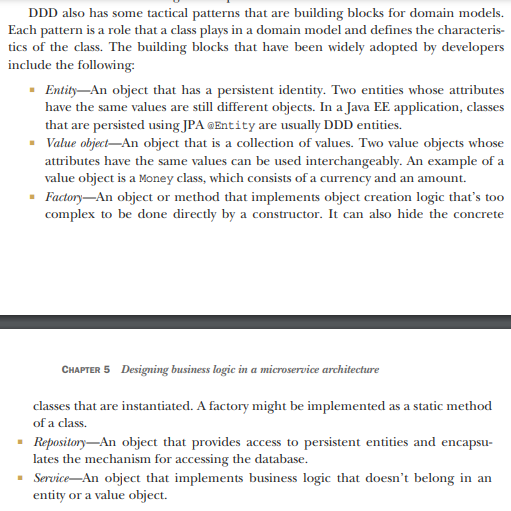 DDD also has some tactical patterns that are building blocks for domain models.
Each pattern is a role that a class plays in a domain model and defines the characteris-
tics of the class. The building blocks that have been widely adopted by developers
include the following:
▪ Entity—An object that has a persistent identity. Two entities whose attributes
have the same values are still different objects. In a Java EE application, classes
that are persisted using JPA @Entity are usually DDD entities.
▪ Value object—An object that is a collection of values. Two value objects whose
attributes have the same values can be used interchangeably. An example of a
value object is a Money class, which consists of a currency and an amount.
▪ Factory—An object or method that implements object creation logic that's too
complex to be done directly by a constructor. It can also hide the concrete
CHAPTER 5 Designing business logic in a microservice architecture
classes that are instantiated. A factory might be implemented as a static method
of a class.
▪ Repository—An object that provides access to persistent entities and encapsu-
lates the mechanism for accessing the database.
▪ Service—An object that implements business logic that doesn't belong in an
entity or a value object.